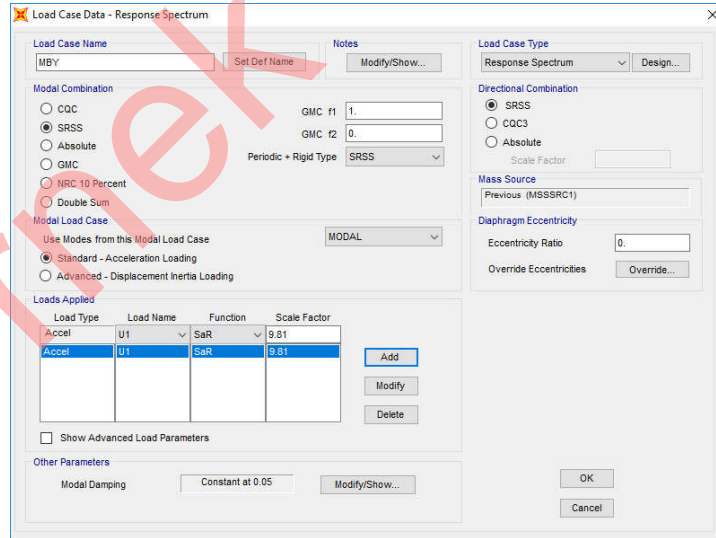 Load Case Data - Response Spectrum
Load Case Name
MBY
Set Def Name
Notes
Modify/Show...
Load Case Type
Response Spectrum
Design...
Modal Combination
CQC
SRSS
Absolute
GMC
NRC 10 Percent
Double Sum
GMC f1
1.
GMC f2
0.
Periodic + Rigid Type
SRSS
Directional Combination
SRSS
CQC3
Absolute
Scale Factor
Mass Source
Previous (MSSSRC1)
Modal Load Case
Use Modes from this Modal Load Case
MODAL
Standard - Acceleration Loading
Advanced - Displacement Inertia Loading
Diaphragm Eccentricity
Eccentricity Ratio
0.
Override Eccentricities
Override...
Loads Applied
Load Type Load Name Function Scale Factor
Accel U1 SaR 9.81
Accel U1 SaR 9.81
Add
Modify
Delete
Show Advanced Load Parameters
Other Parameters
Modal Damping
Constant at 0.05
Modify/Show...
OK
Cancel